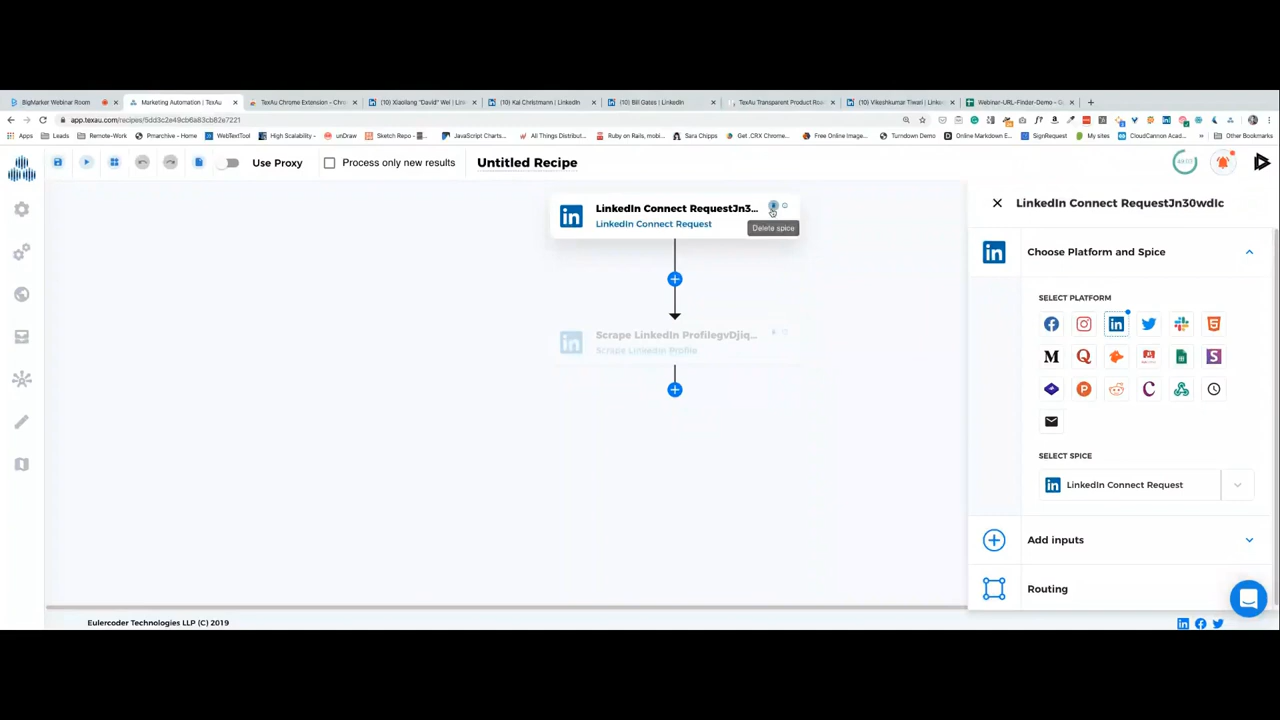 BigMarker Webinar Room
Marketing Automation | TexAu
TexAu Chrome Extension - Chro
(10) Xiaoliang "David" Wei | Link
(10) Kai Christmann | LinkedIn
(10) Bill Gates | LinkedIn
TexAu Transparent Product Road
(10) Vikeshkumar Tiwari | Linked
Webinar-URL-Finder-Demo - G
app.texau.com/recipes/5dd3c2e49cb6a83cb82e7221
Apps
Leads
Remote-Work
Pmarchive - Home
WebTextTool
High Scalability -
unDraw
Sketch Repo -
JavaScript Charts...
All Things Distribut...
Ruby on Rails, mobi...
Sara Chipps
Get .CRX Chrome...
Free Online Image...
Turndown Demo
Online Markdown E...
SignRequest
My sites
CloudCannon Aca...
Other Bookmarks
Use Proxy
Process only new results
Untitled Recipe
LinkedIn Connect RequestJn3...
LinkedIn Connect Request
Delete spice
Scrape LinkedIn ProfilegvDjiq...
Scrape LinkedIn Profile
LinkedIn Connect RequestJn30wdlc
Choose Platform and Spice
SELECT PLATFORM
SELECT SPICE
LinkedIn Connect Request
Add inputs
Routing
Eulercoder Technologies LLP (C) 2019